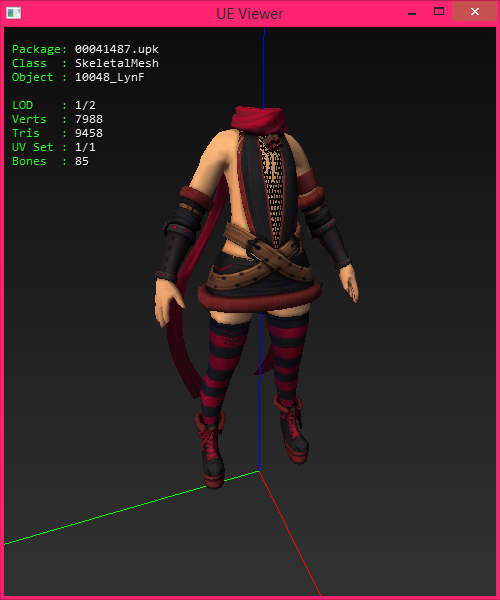 UE Viewer
Package: 00041487.upk
Class  : SkeletalMesh
Object : 10048_LynF
LOD    : 1/2
Verts  : 7988
Tris   : 9458
UV Set : 1/1
Bones  : 85